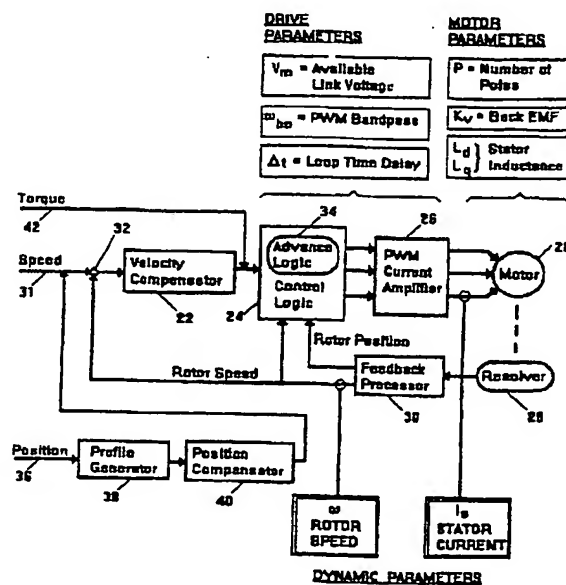 DRIVE
PARAMETERS
MOTOR
PARAMETERS
Vm = Available
Link Voltage
P = Number of
Poles
ωbp = PWM Bandpass
Kv = Back EMF
Δt = Loop Time Delay
Ld } Stator
Lq } Inductance
Torque
42
32
34
26
28
Speed
31
Velocity
Compensator
22
Advance
Logic
Control
Logic
24
PWM
Current
Amplifier
Motor
Rotor Position
Rotor Speed
Feedback
Processor
30
Resolver
29
Position
36
Profile
Generator
38
Position
Compensator
40
ω
ROTOR
SPEED
Is
STATOR
CURRENT
DYNAMIC PARAMETERS